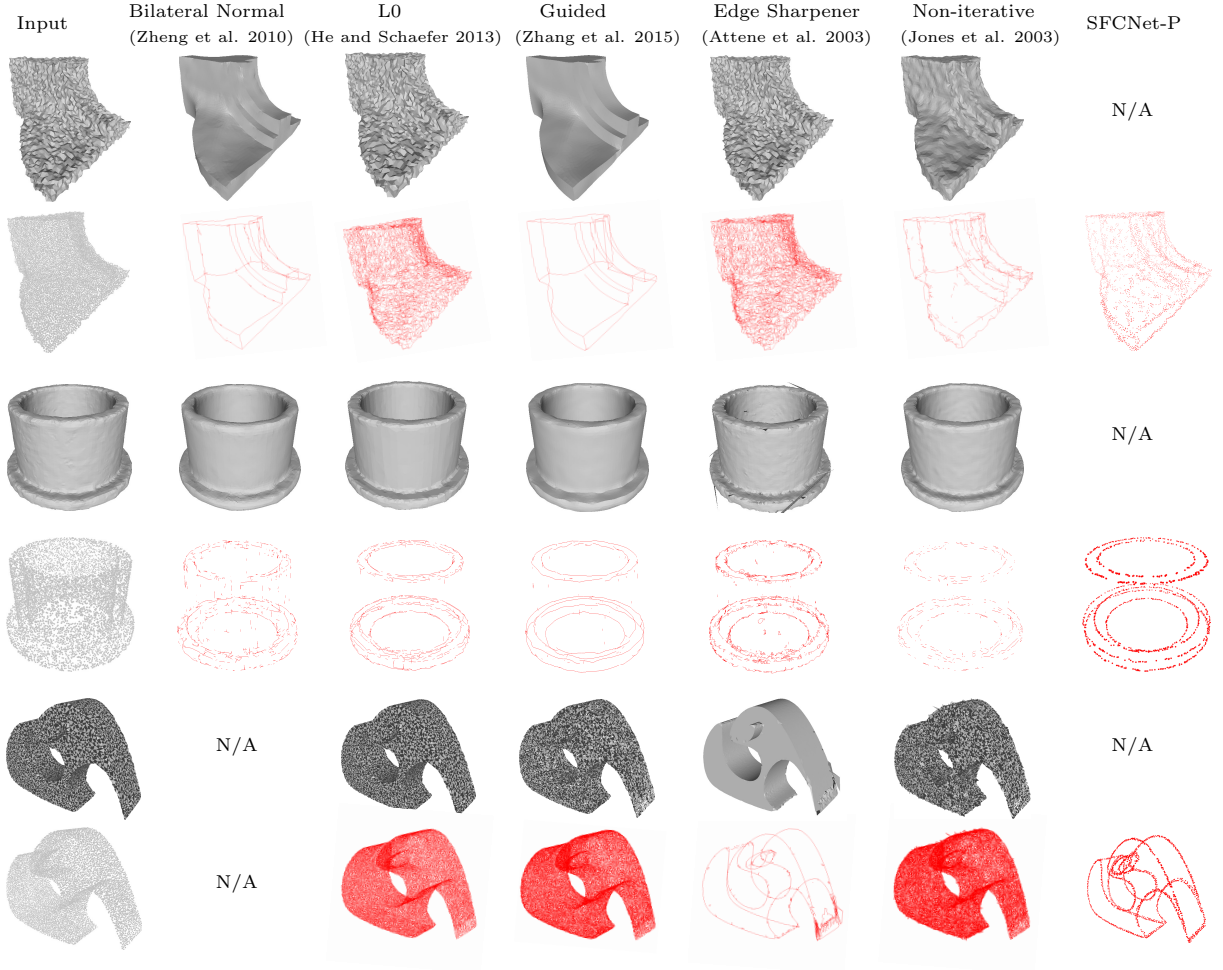 Input
Bilateral Normal
(Zheng et al. 2010)
L0
(He and Schaefer 2013)
Guided
(Zhang et al. 2015)
Edge Sharpener
(Attene et al. 2003)
Non-iterative
(Jones et al. 2003)
SFCNet-P
N/A
N/A
N/A
N/A
N/A